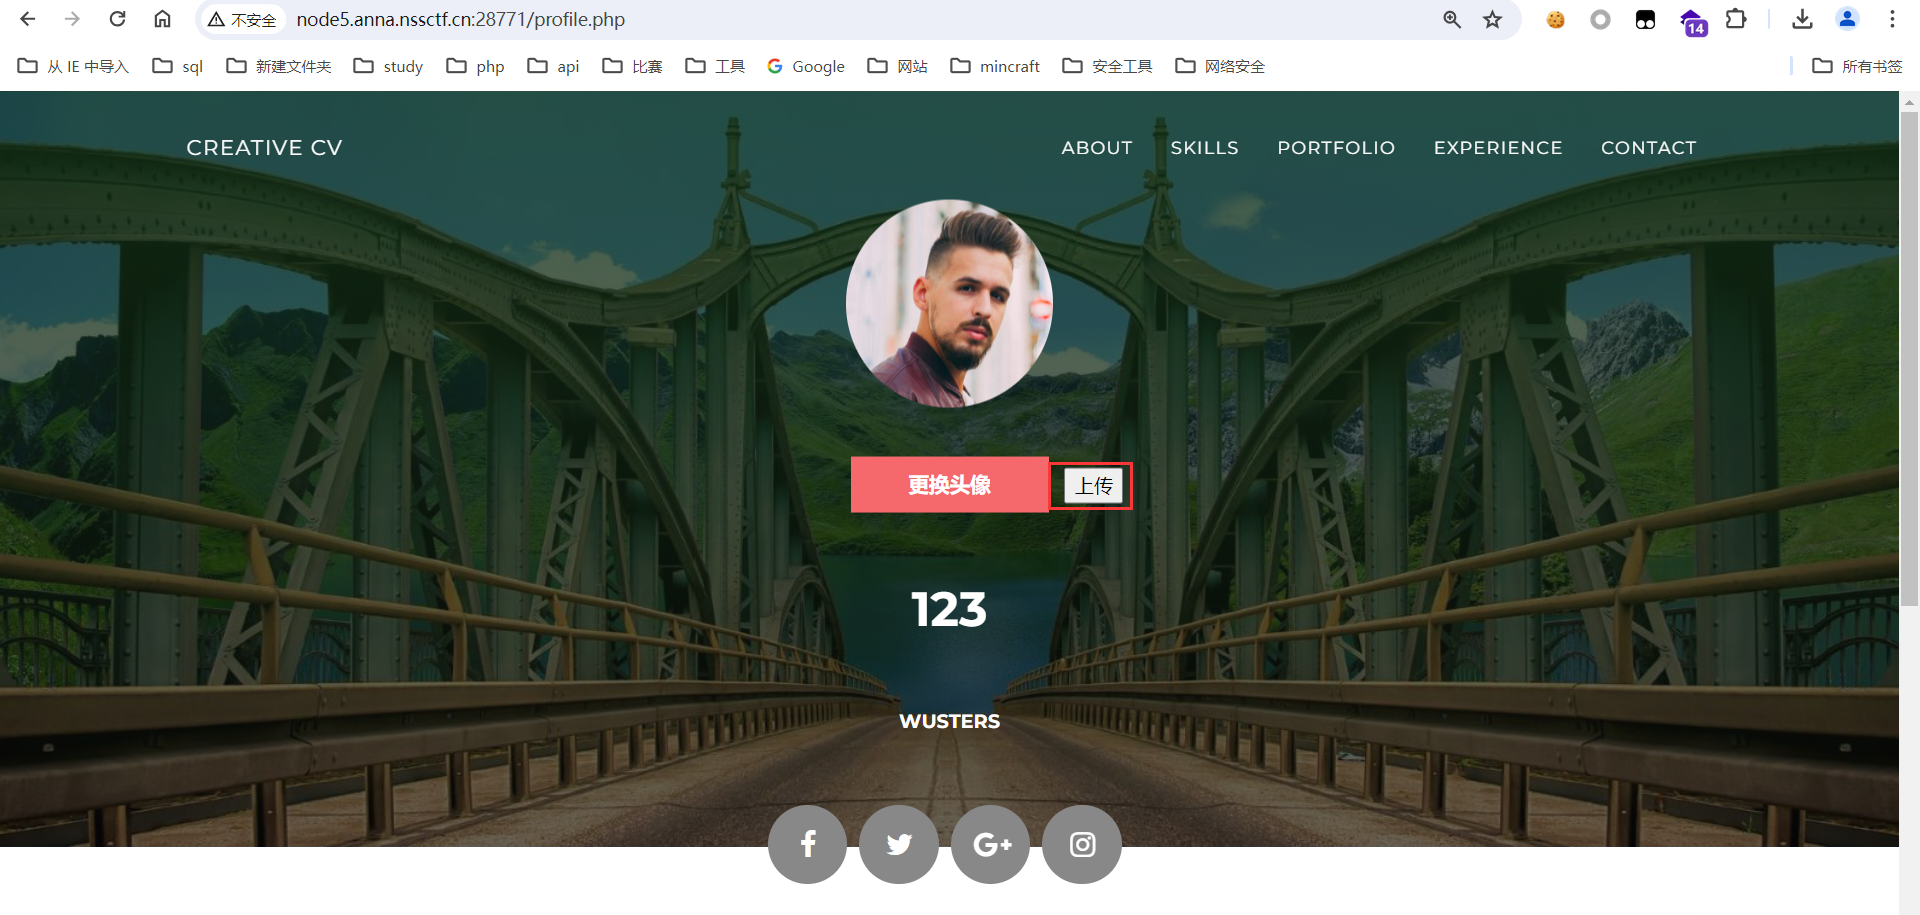 不安全 node5.anna.nssctf.cn:28771/profile.php
14
从 IE 中导入 sql 新建文件夹 study php api 比赛 工具 Google 网站 mincraft 安全工具 网络安全 所有书签
CREATIVE CV ABOUT SKILLS PORTFOLIO EXPERIENCE CONTACT
更换头像 上传
123
WUSTERS